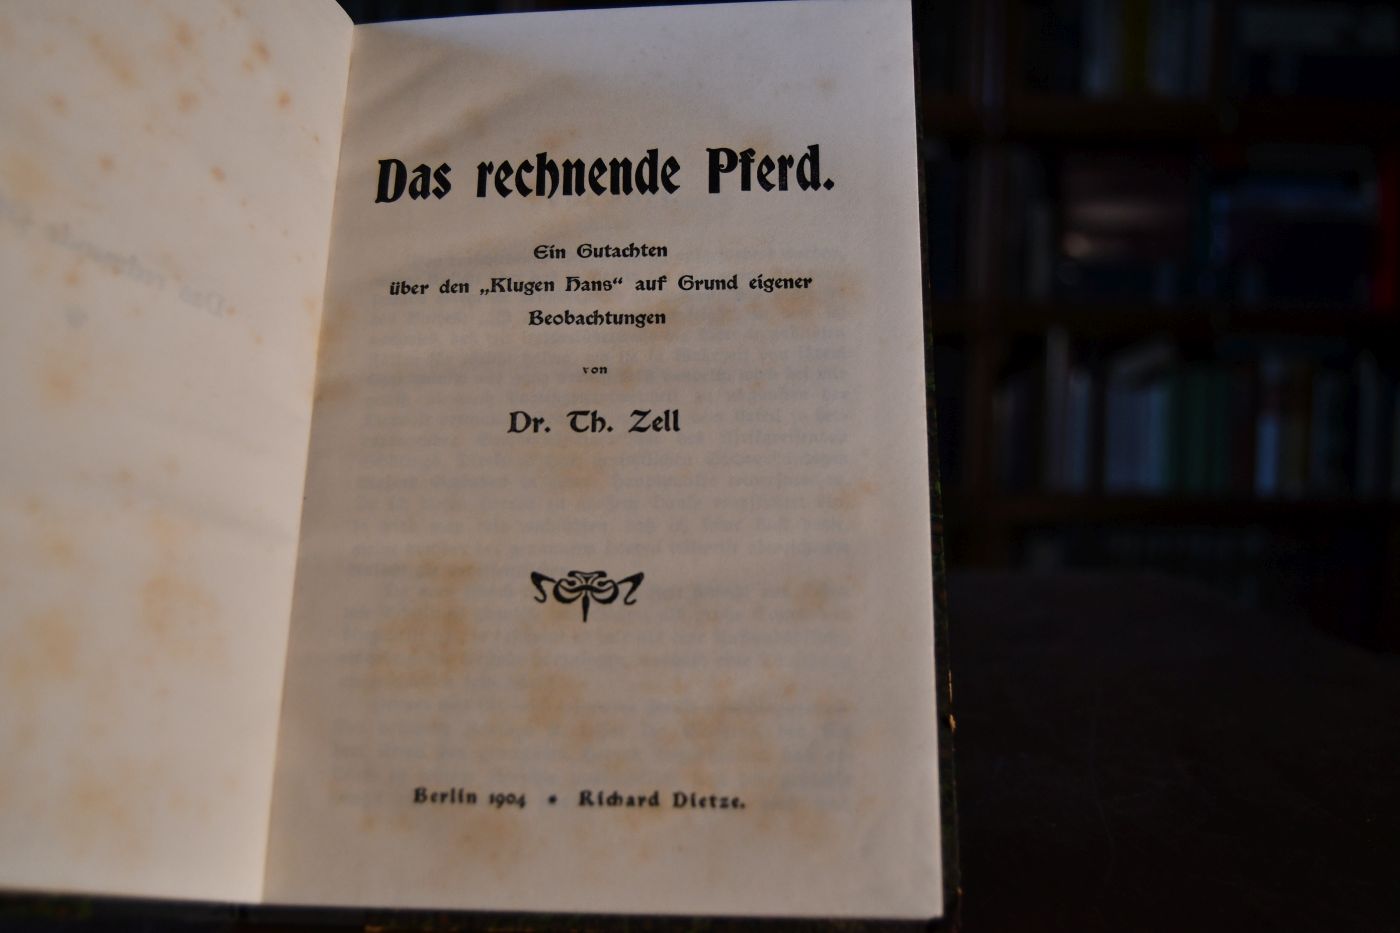 Das rechnende Pferd.
Ein Gutachten
über den „Klugen Hans“ auf Grund eigener
Beobachtungen
von
Dr. Th. Zell
Berlin 1904 * Richard Dietze.